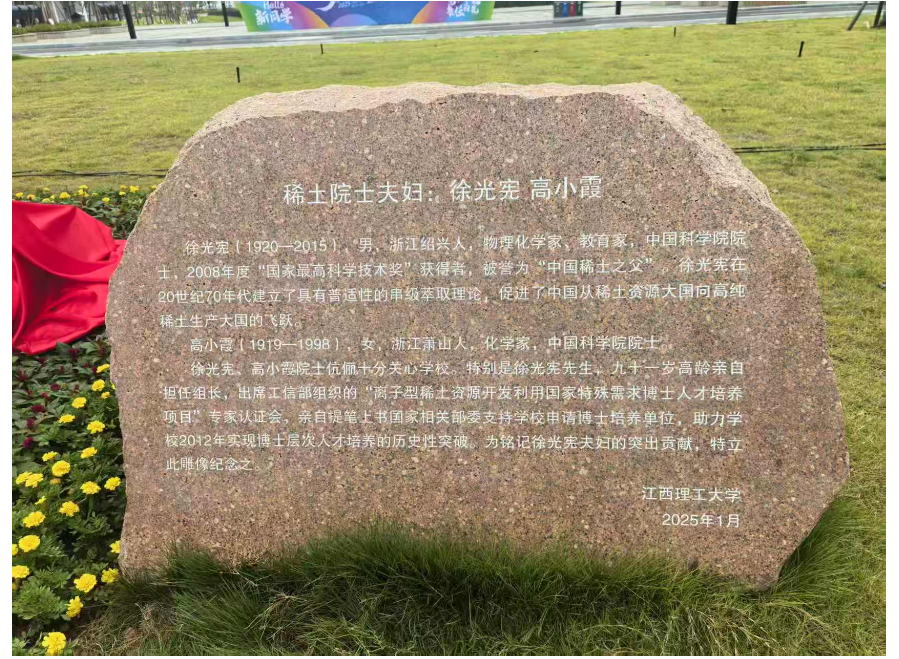 Hello
新同学
稀土院士夫妇：徐光宪 高小霞
徐光宪（1920—2015），男，浙江绍兴人，物理化学家、教育家，中国科学院院
士，2008年度“国家最高科学技术奖”获得者，被誉为“中国稀土之父”。徐光宪在
20世纪70年代建立了具有普适性的串级萃取理论，促进了中国从稀土资源大国向高纯
稀土生产大国的飞跃。
高小霞（1919—1998），女，浙江萧山人，化学家，中国科学院院士。
徐光宪、高小霞院士伉俪十分关心学校。特别是徐光宪先生，九十一岁高龄亲自
担任组长，出席工信部组织的“离子型稀土资源开发利用国家特殊需求博士人才培养
项目”专家认证会，亲自提笔上书国家相关部委支持学校申请博士培养单位，助力学
校2012年实现博士层次人才培养的历史性突破。为铭记徐光宪夫妇的突出贡献，特立
此雕像纪念之。
江西理工大学
2025年1月